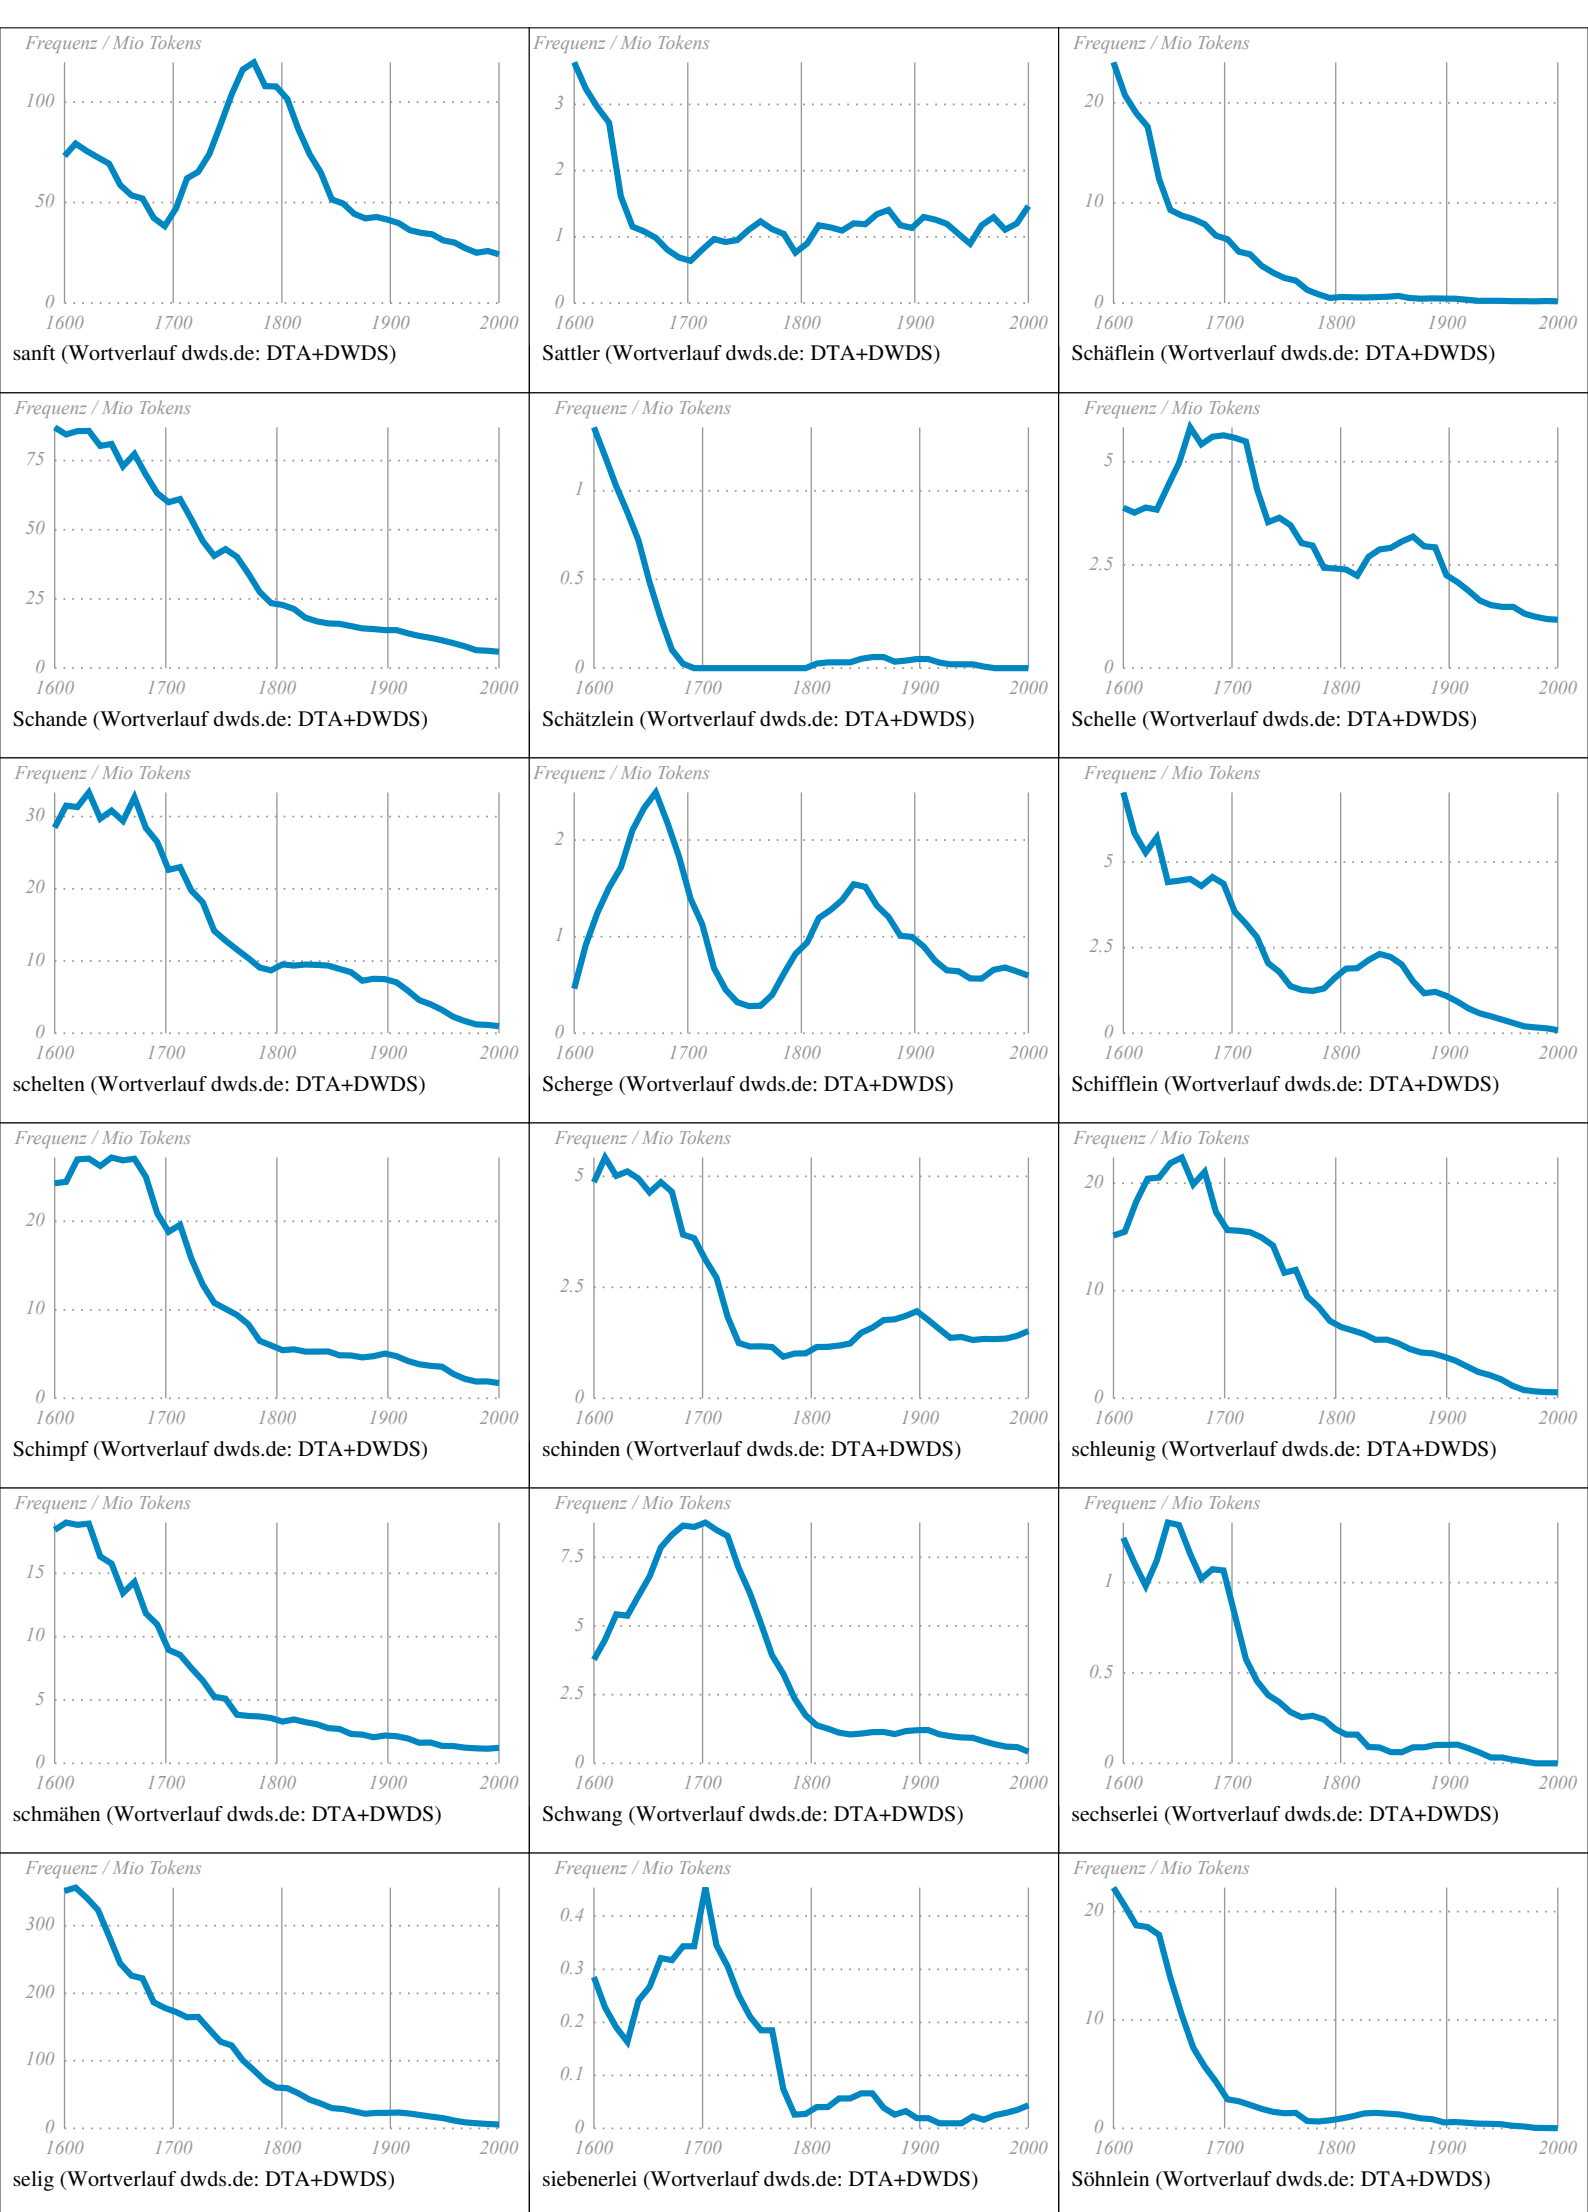 Frequenz / Mio Tokens
100
50
0
1600 1700 1800 1900 2000
sanft (Wortverlauf dwds.de: DTA+DWDS)
Frequenz / Mio Tokens
3
2
1
0
1600 1700 1800 1900 2000
Sattler (Wortverlauf dwds.de: DTA+DWDS)
Frequenz / Mio Tokens
20
10
0
1600 1700 1800 1900 2000
Schäflein (Wortverlauf dwds.de: DTA+DWDS)
Frequenz / Mio Tokens
75
50
25
0
1600 1700 1800 1900 2000
Schande (Wortverlauf dwds.de: DTA+DWDS)
Frequenz / Mio Tokens
1
0.5
0
1600 1700 1800 1900 2000
Schätzlein (Wortverlauf dwds.de: DTA+DWDS)
Frequenz / Mio Tokens
5
2.5
0
1600 1700 1800 1900 2000
Schelle (Wortverlauf dwds.de: DTA+DWDS)
Frequenz / Mio Tokens
30
20
10
0
1600 1700 1800 1900 2000
schelten (Wortverlauf dwds.de: DTA+DWDS)
Frequenz / Mio Tokens
2
1
0
1600 1700 1800 1900 2000
Scherge (Wortverlauf dwds.de: DTA+DWDS)
Frequenz / Mio Tokens
5
2.5
0
1600 1700 1800 1900 2000
Schifflein (Wortverlauf dwds.de: DTA+DWDS)
Frequenz / Mio Tokens
20
10
0
1600 1700 1800 1900 2000
Schimpf (Wortverlauf dwds.de: DTA+DWDS)
Frequenz / Mio Tokens
5
2.5
0
1600 1700 1800 1900 2000
schinden (Wortverlauf dwds.de: DTA+DWDS)
Frequenz / Mio Tokens
20
10
0
1600 1700 1800 1900 2000
schleunig (Wortverlauf dwds.de: DTA+DWDS)
Frequenz / Mio Tokens
15
10
5
0
1600 1700 1800 1900 2000
schmähen (Wortverlauf dwds.de: DTA+DWDS)
Frequenz / Mio Tokens
7.5
5
2.5
0
1600 1700 1800 1900 2000
Schwang (Wortverlauf dwds.de: DTA+DWDS)
Frequenz / Mio Tokens
1
0.5
0
1600 1700 1800 1900 2000
sechserlei (Wortverlauf dwds.de: DTA+DWDS)
Frequenz / Mio Tokens
300
200
100
0
1600 1700 1800 1900 2000
selig (Wortverlauf dwds.de: DTA+DWDS)
Frequenz / Mio Tokens
0.4
0.3
0.2
0.1
0
1600 1700 1800 1900 2000
siebenerlei (Wortverlauf dwds.de: DTA+DWDS)
Frequenz / Mio Tokens
20
10
0
1600 1700 1800 1900 2000
Söhnlein (Wortverlauf dwds.de: DTA+DWDS)